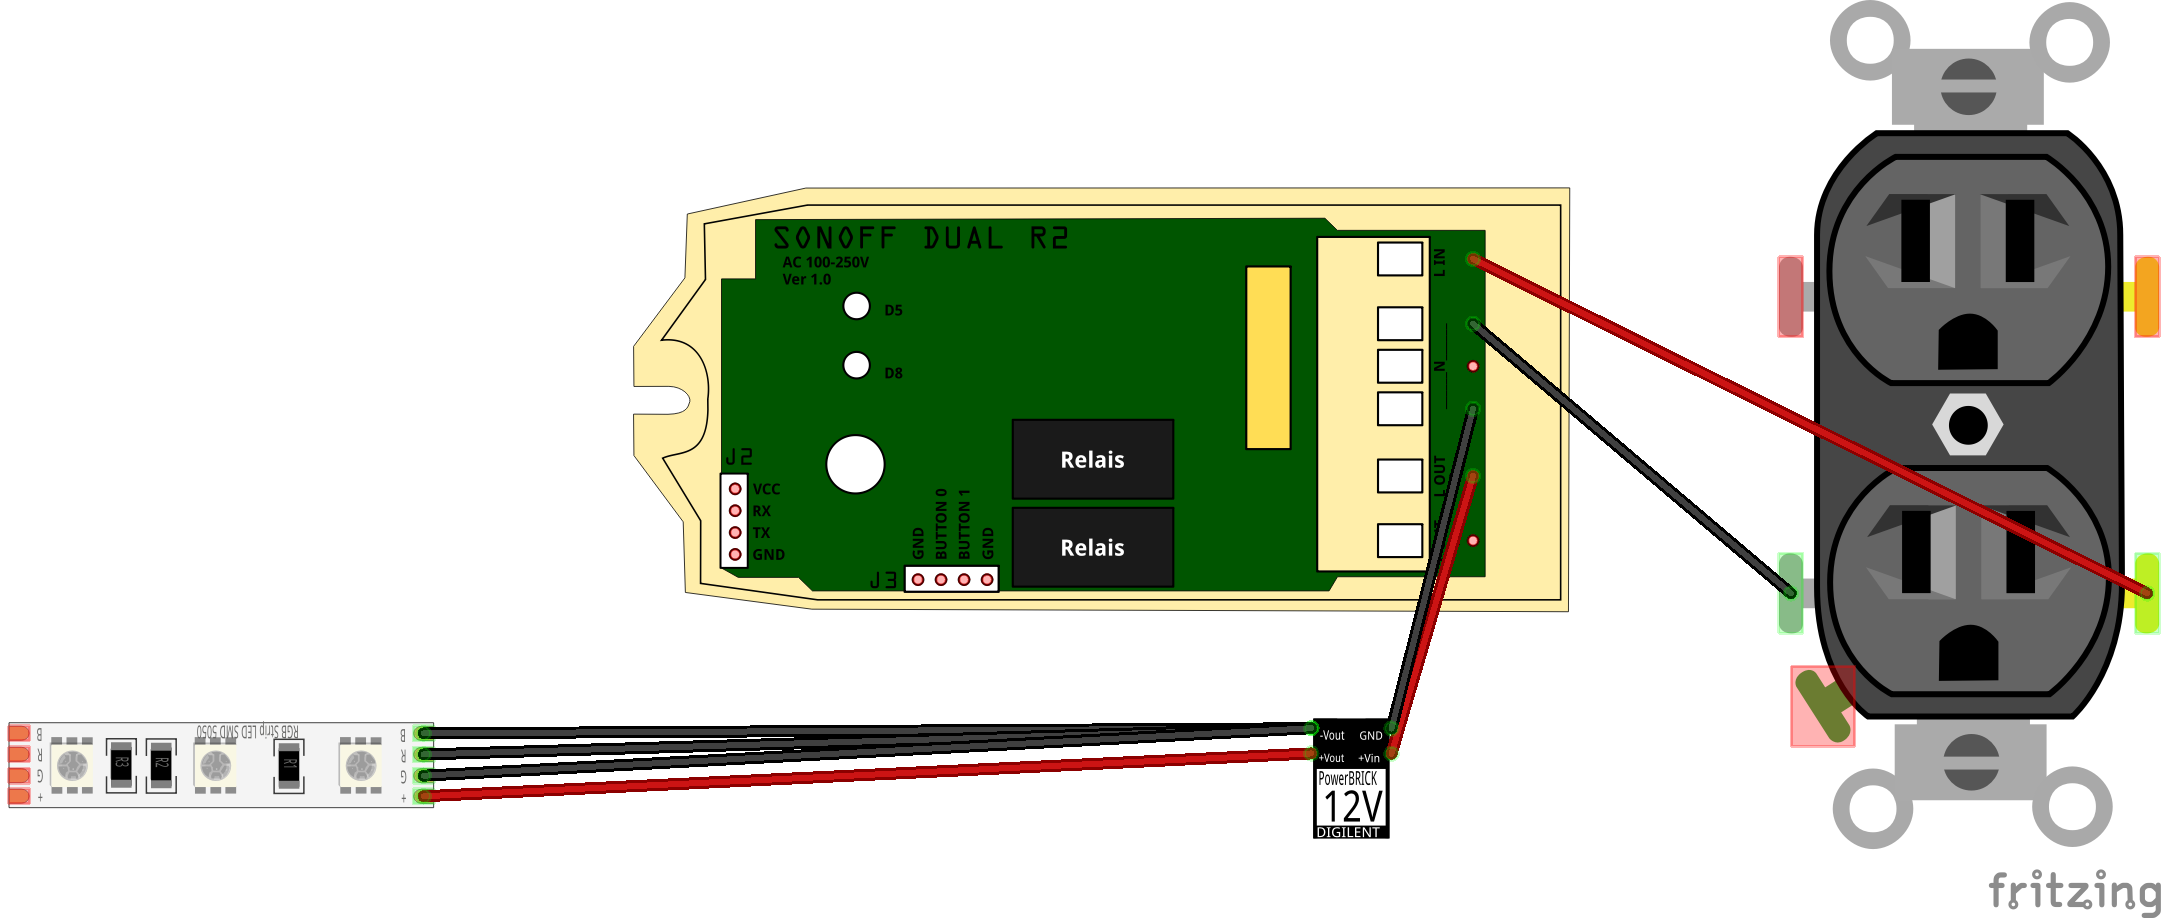 SONOFF DUAL R2
AC 100-250V
Ver 1.0
D5
D8
L IN
N
L OUT
J2
VCC
RX
TX
GND
Relais
Relais
GND
BUTTON 0
BUTTON 1
GND
J3
RGB Strip LED SMD 5050
B
R
G
+
R3
R2
R1
B
R
G
+
-Vout GND
+Vout +Vin
PowerBRICK
12V
DIGILENT
fritzing